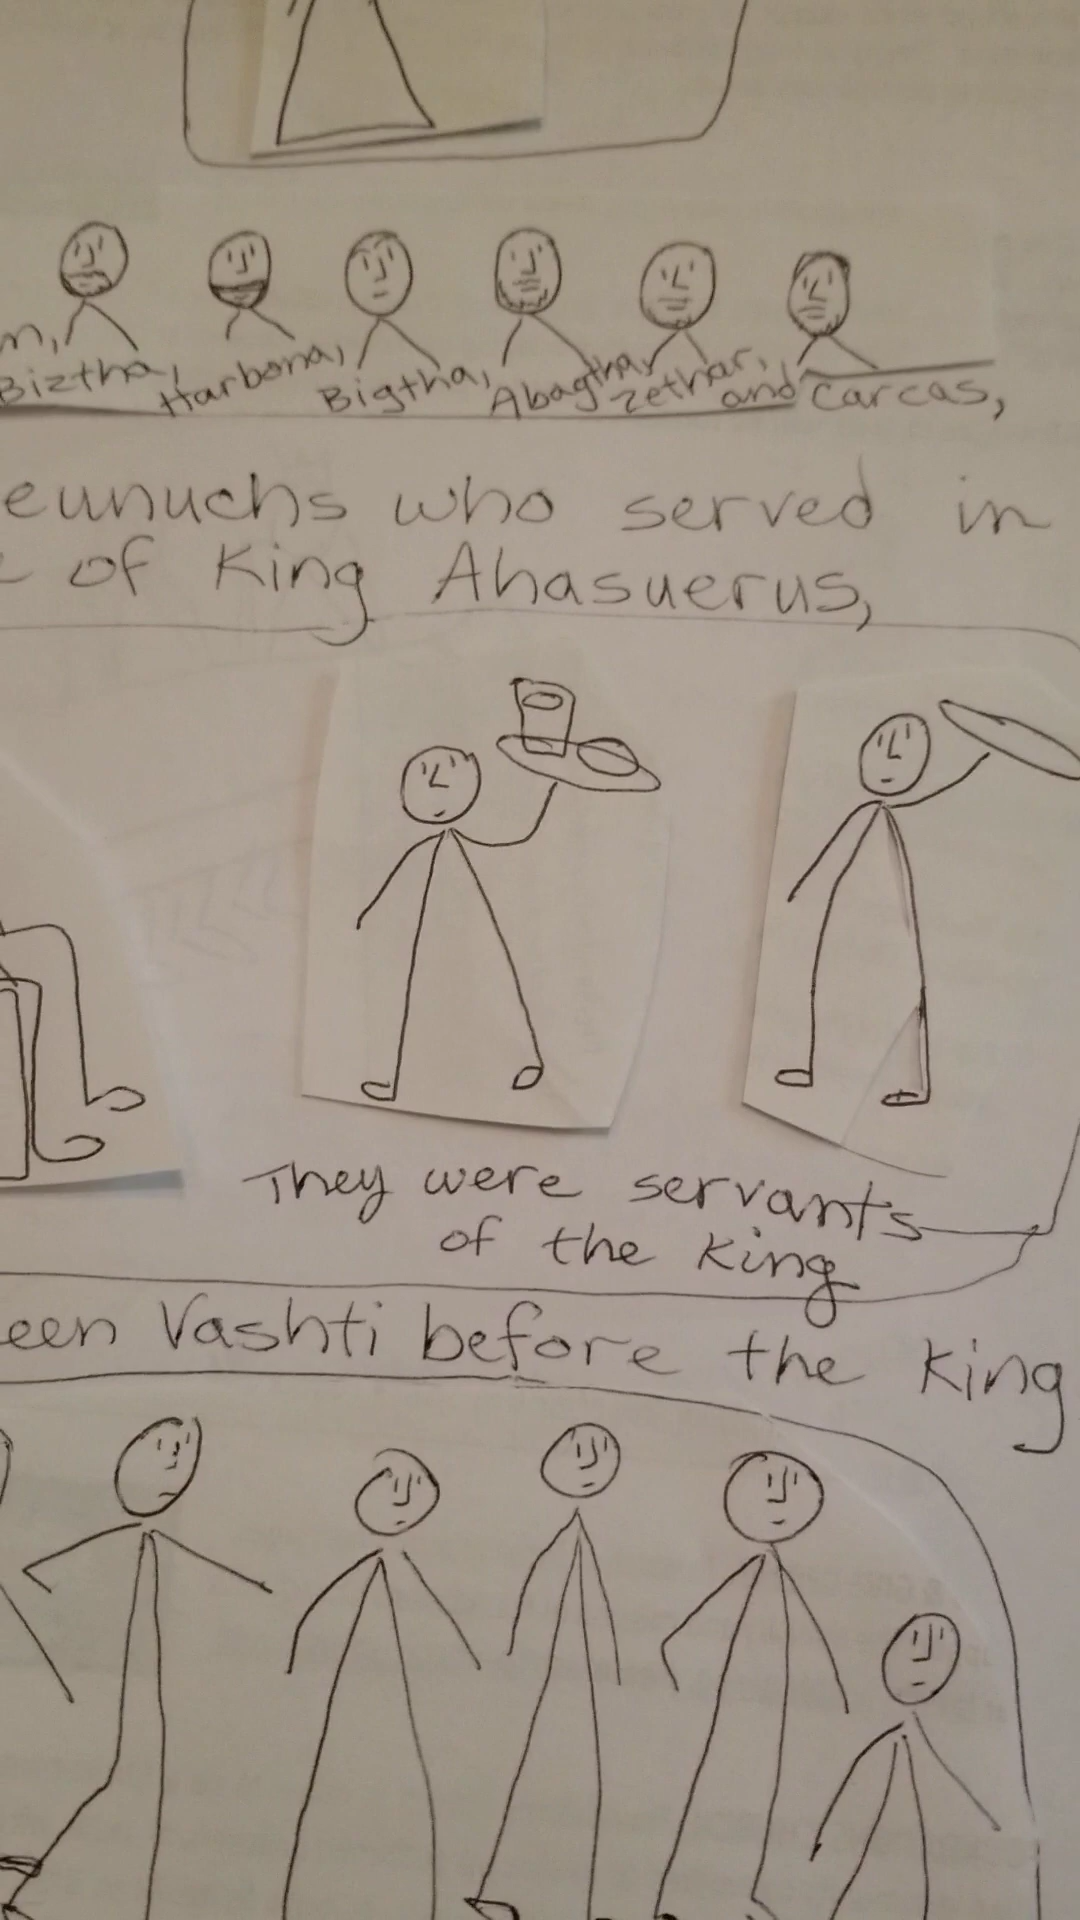 n,
Biztha, Harbona, Bigtha, Abagtha, Zethar, and Carcas,
eunuchs who served in
of King Ahasuerus,
They were servants
of the King
een Vashti before the King